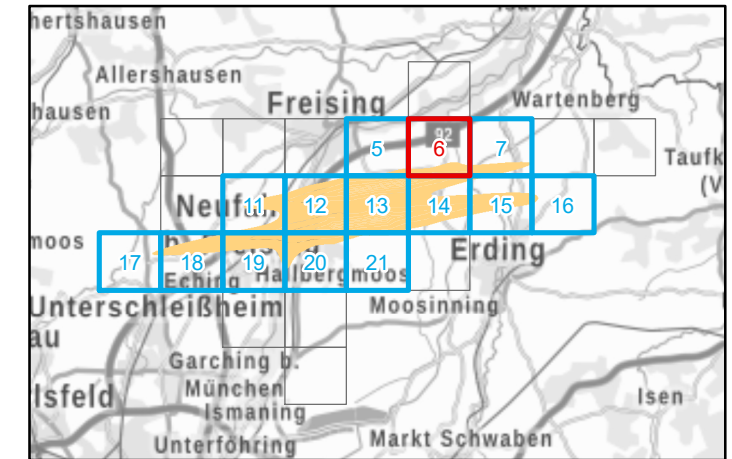 Isar
hertshausen
Allershausen
hausen
Freising
Wartenberg
92
5
6
7
Taufk
(V
11
12
13
14
15
16
moos
17
18
19
20
21
Erding
Eching
Hallbergmoos
Unterschleißheim
Moosinning
au
Garching b.
München
lsfeld
Ismaning
Isen
Unterföhring
Markt Schwaben